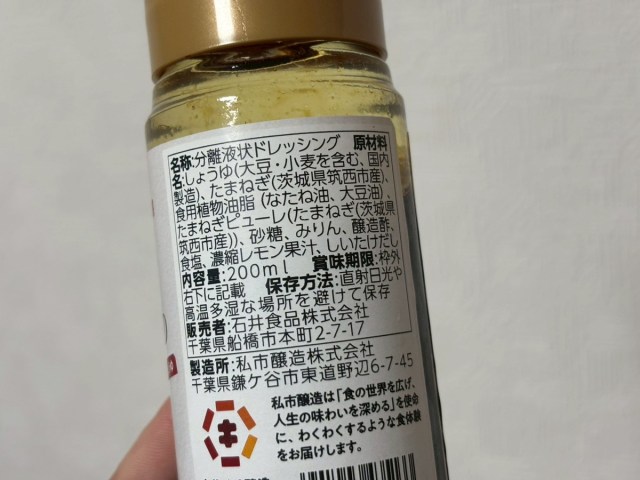 名称:分離液状ドレッシング 原材料
名:しょうゆ(大豆・小麦を含む、国内
製造)、たまねぎ(茨城県筑西市産)、
食用植物油脂(なたね油、大豆油)、
たまねぎピューレ(たまねぎ(茨城県
筑西市産))、砂糖、みりん、醸造酢、
食塩、濃縮レモン果汁、しいたけだし
内容量:200ml 賞味期限:枠外
右下に記載 保存方法:直射日光や
高温多湿な場所を避けて保存
販売者:石井食品株式会社
千葉県船橋市本町2-7-17
製造所:私市醸造株式会社
千葉県鎌ケ谷市東道野辺6-7-45
私市醸造は「食の世界を広げ、
人生の味わいを深める」を使命
に、わくわくするような食体験
をお届けします。